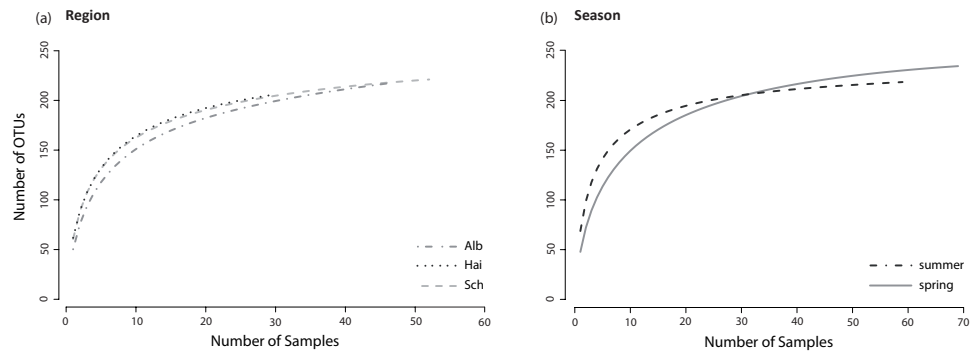 (a) Region
Number of OTUs
250
200
150
100
50
0
Alb
Hai
Sch
0 10 20 30 40 50 60
Number of Samples
(b) Season
250
200
150
100
50
0
summer
spring
0 10 20 30 40 50 60 70
Number of Samples